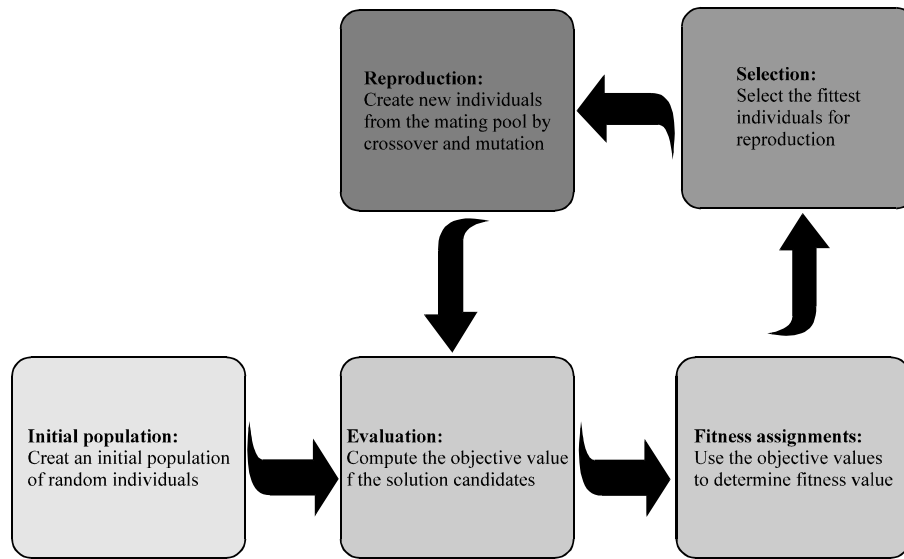 Reproduction:
Create new individuals
from the mating pool by
crossover and mutation
Selection:
Select the fittest
individuals for
reproduction
Initial population:
Creat an initial population
of random individuals
Evaluation:
Compute the objective value
f the solution candidates
Fitness assignments:
Use the objective values
to determine fitness value